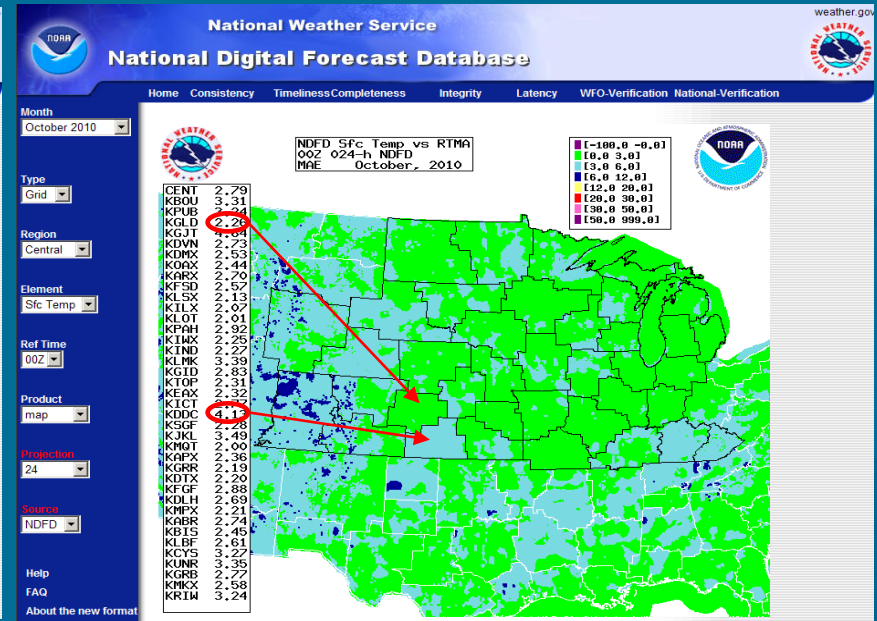 weather.gov
NOAA
National Weather Service
National Digital Forecast Database
Home Consistency Timeliness Completeness Integrity Latency WFO-Verification National-Verification
Month
October 2010
Type
Grid
Region
Central
Element
Sfc Temp
Ref Time
00Z
Product
map
Projection
24
Source
NDFD
Help
FAQ
About the new format
NDFD Sfc Temp vs RTMA
00Z 024-h NDFD
MAE October, 2010
[-100.0 -0.0]
[0.0 3.0]
[3.0 6.0]
[6.0 12.0]
[12.0 20.0]
[20.0 30.0]
[30.0 50.0]
[50.0 999.0]
NOAA
CENT 2.79
KBOU 3.31
KPUB
KGLD 2.26
KGJT
KDVN 2.73
KDMX 2.53
KOAX 2.44
KARX 2.70
KFSD 2.57
KLSX 2.13
KILX 2.07
KLOT 2.01
KPAH 2.92
KIWX 2.25
KIND 2.27
KLMK 2.39
KGID 2.83
KTOP 2.31
KEAX 2.32
KICT
KDDC 4.13
KSGF 2.28
KJKL 3.49
KMQT 2.00
KAPX 2.36
KGRR 2.19
KDTX 2.20
KFGF 2.88
KDLH
KMPX 2.21
KABR 2.74
KBIS 2.45
KLBF 2.61
KCYS 3.27
KUNR 3.35
KGRB 2.77
KMKX 2.58
KRIW 3.24